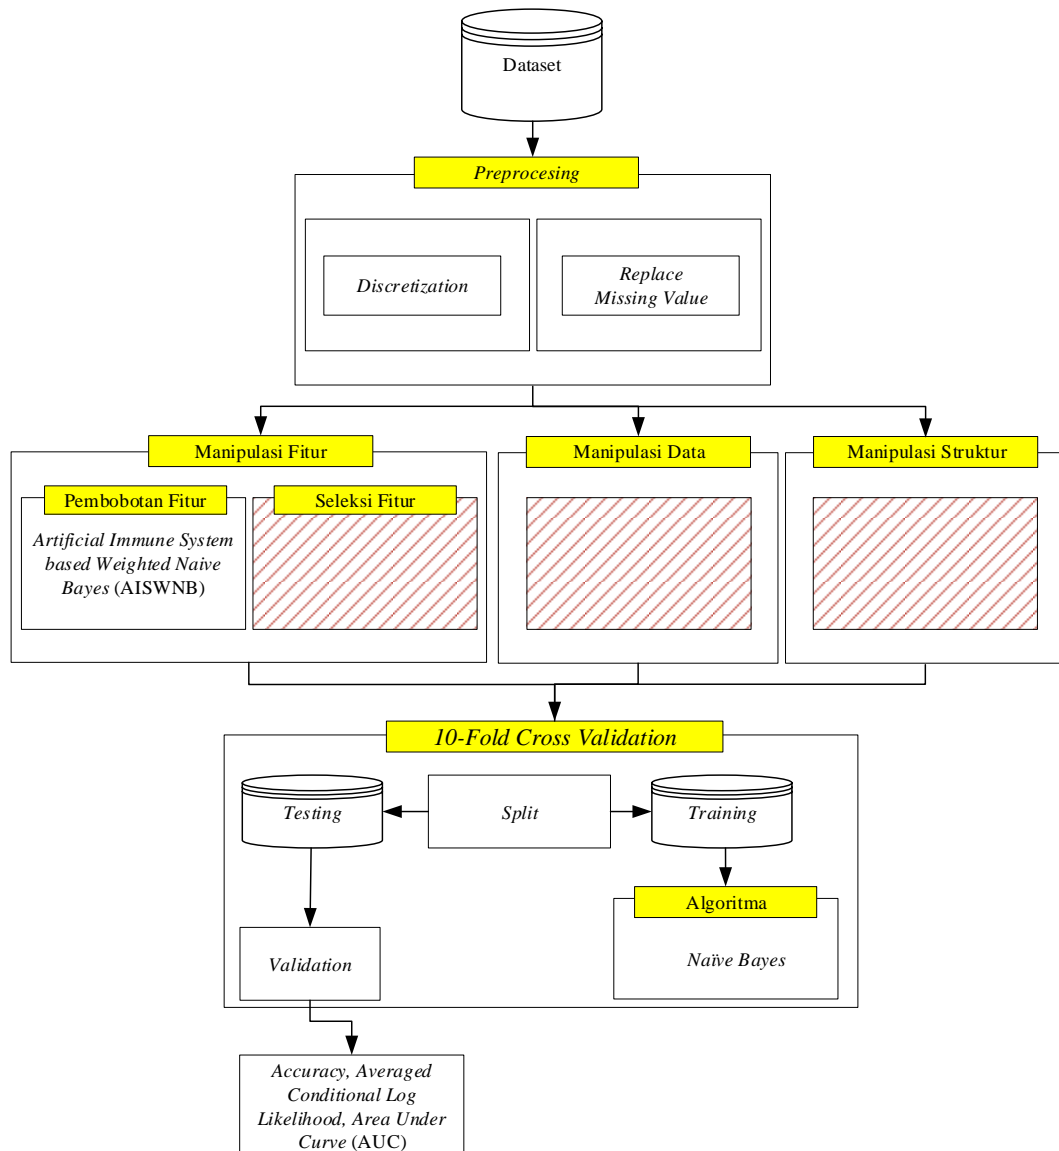 Dataset
Preprocesing
Discretization
Replace
Missing Value
Manipulasi Fitur
Manipulasi Data
Manipulasi Struktur
Pembobotan Fitur
Seleksi Fitur
Artificial Immune System
based Weighted Naive
Bayes (AISWNB)
10-Fold Cross Validation
Testing
Split
Training
Algoritma
Validation
Naïve Bayes
Accuracy, Averaged
Conditional Log
Likelihood, Area Under
Curve (AUC)